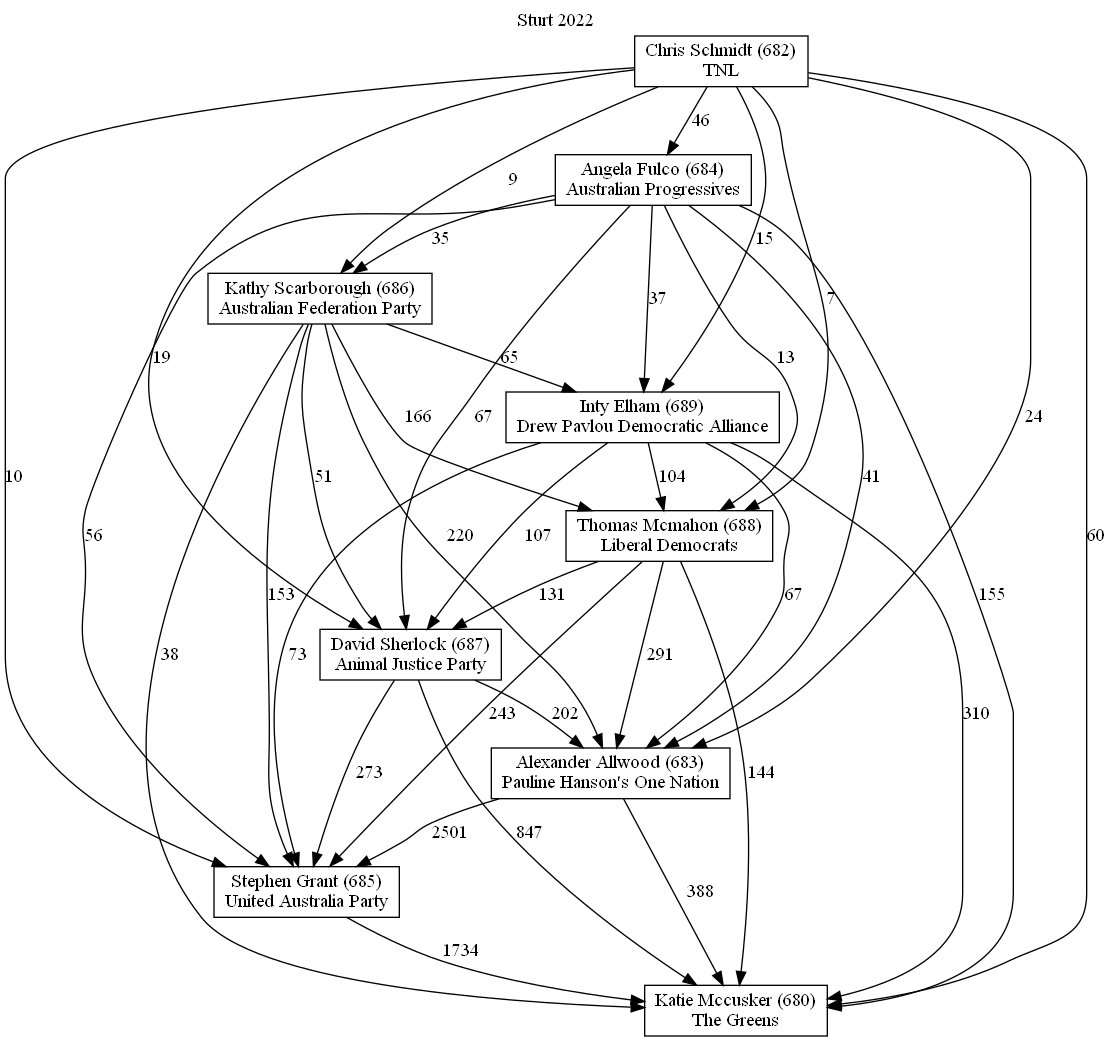 Sturt 2022
Chris Schmidt (682)
TNL
46
Angela Fulco (684)
Australian Progressives
9
35
15
Kathy Scarborough (686)
Australian Federation Party
37
7
19
65
13
Inty Elham (689)
Drew Pavlou Democratic Alliance
166
67
24
10
51
104
41
Thomas Mcmahon (688)
Liberal Democrats
56
220
107
60
153
131
67
155
David Sherlock (687)
Animal Justice Party
38
73
291
243
202
310
Alexander Allwood (683)
Pauline Hanson's One Nation
273
144
2501
847
Stephen Grant (685)
United Australia Party
388
1734
Katie Mccusker (680)
The Greens